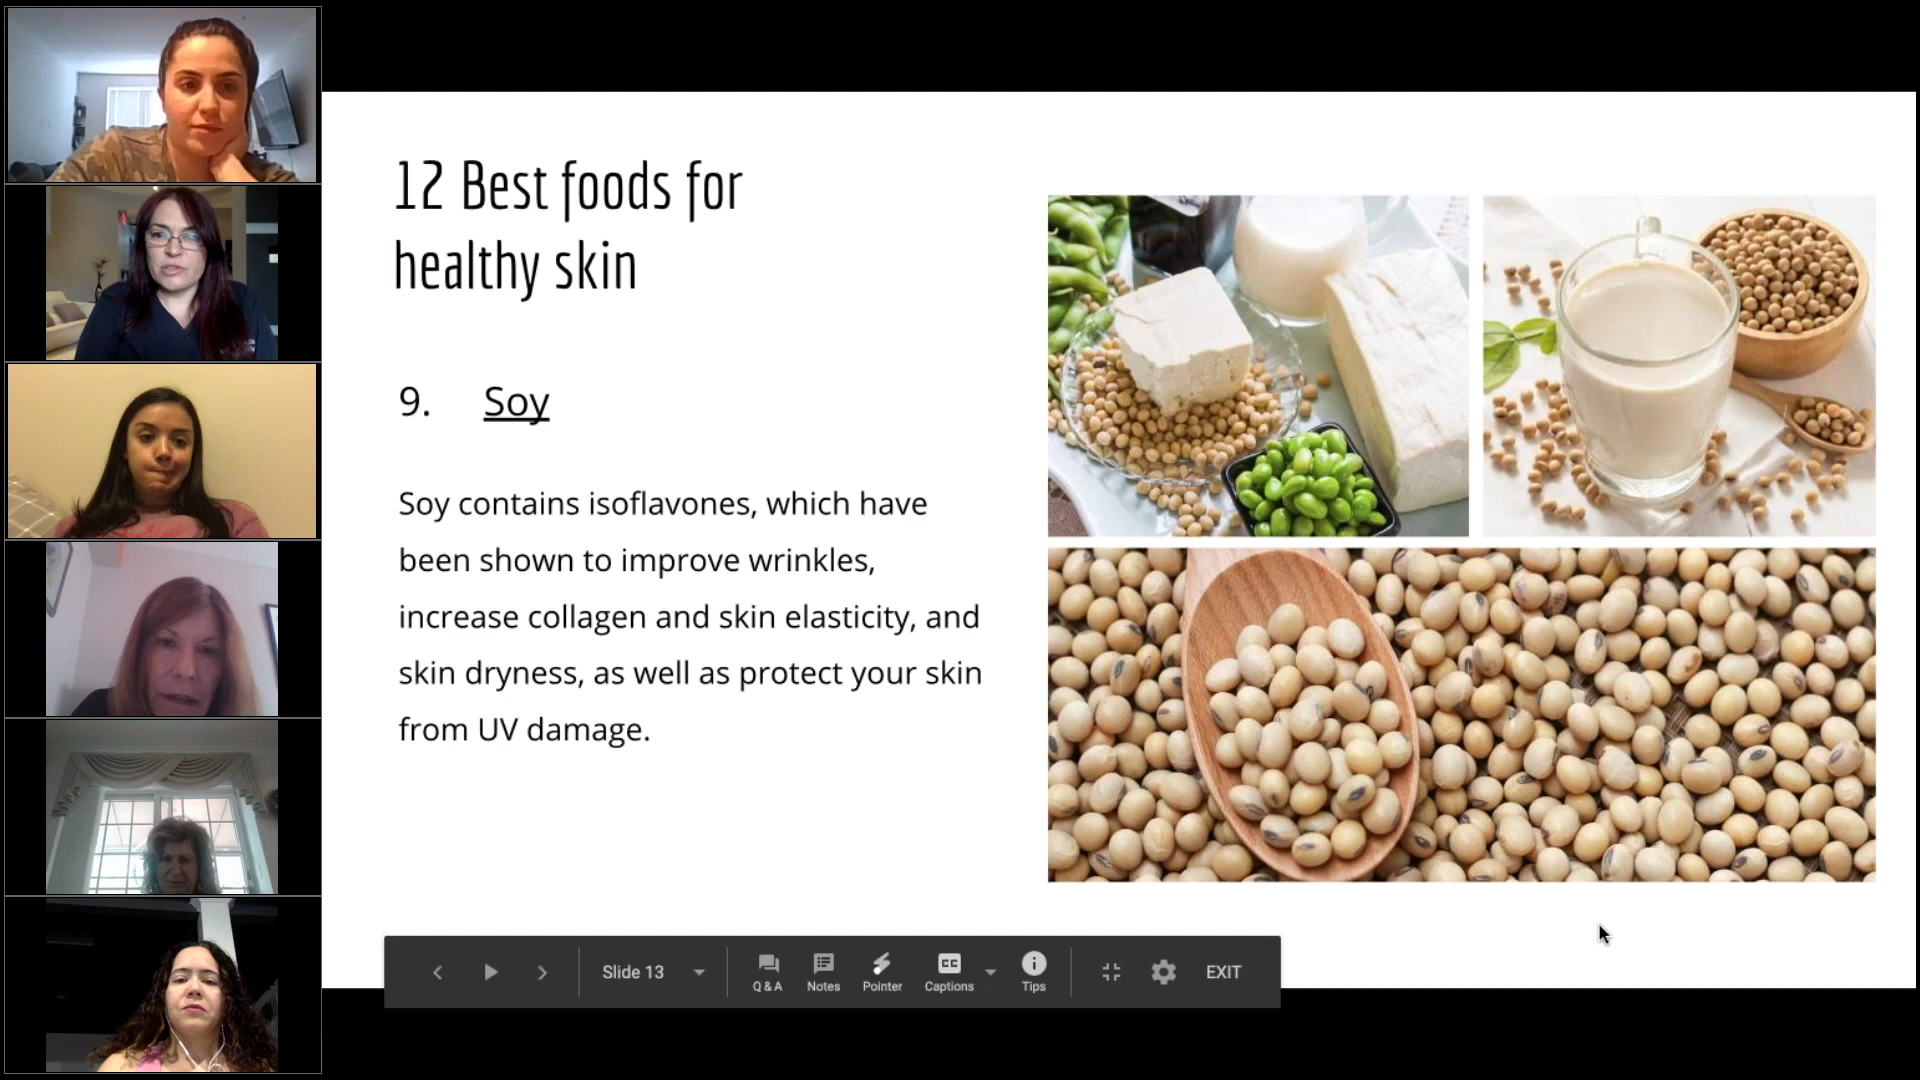 12 Best foods for
healthy skin
9. Soy
Soy contains isoflavones, which have
been shown to improve wrinkles,
increase collagen and skin elasticity, and
skin dryness, as well as protect your skin
from UV damage.
Slide 13
Q & A
Notes
Pointer
CC
Captions
Tips
EXIT